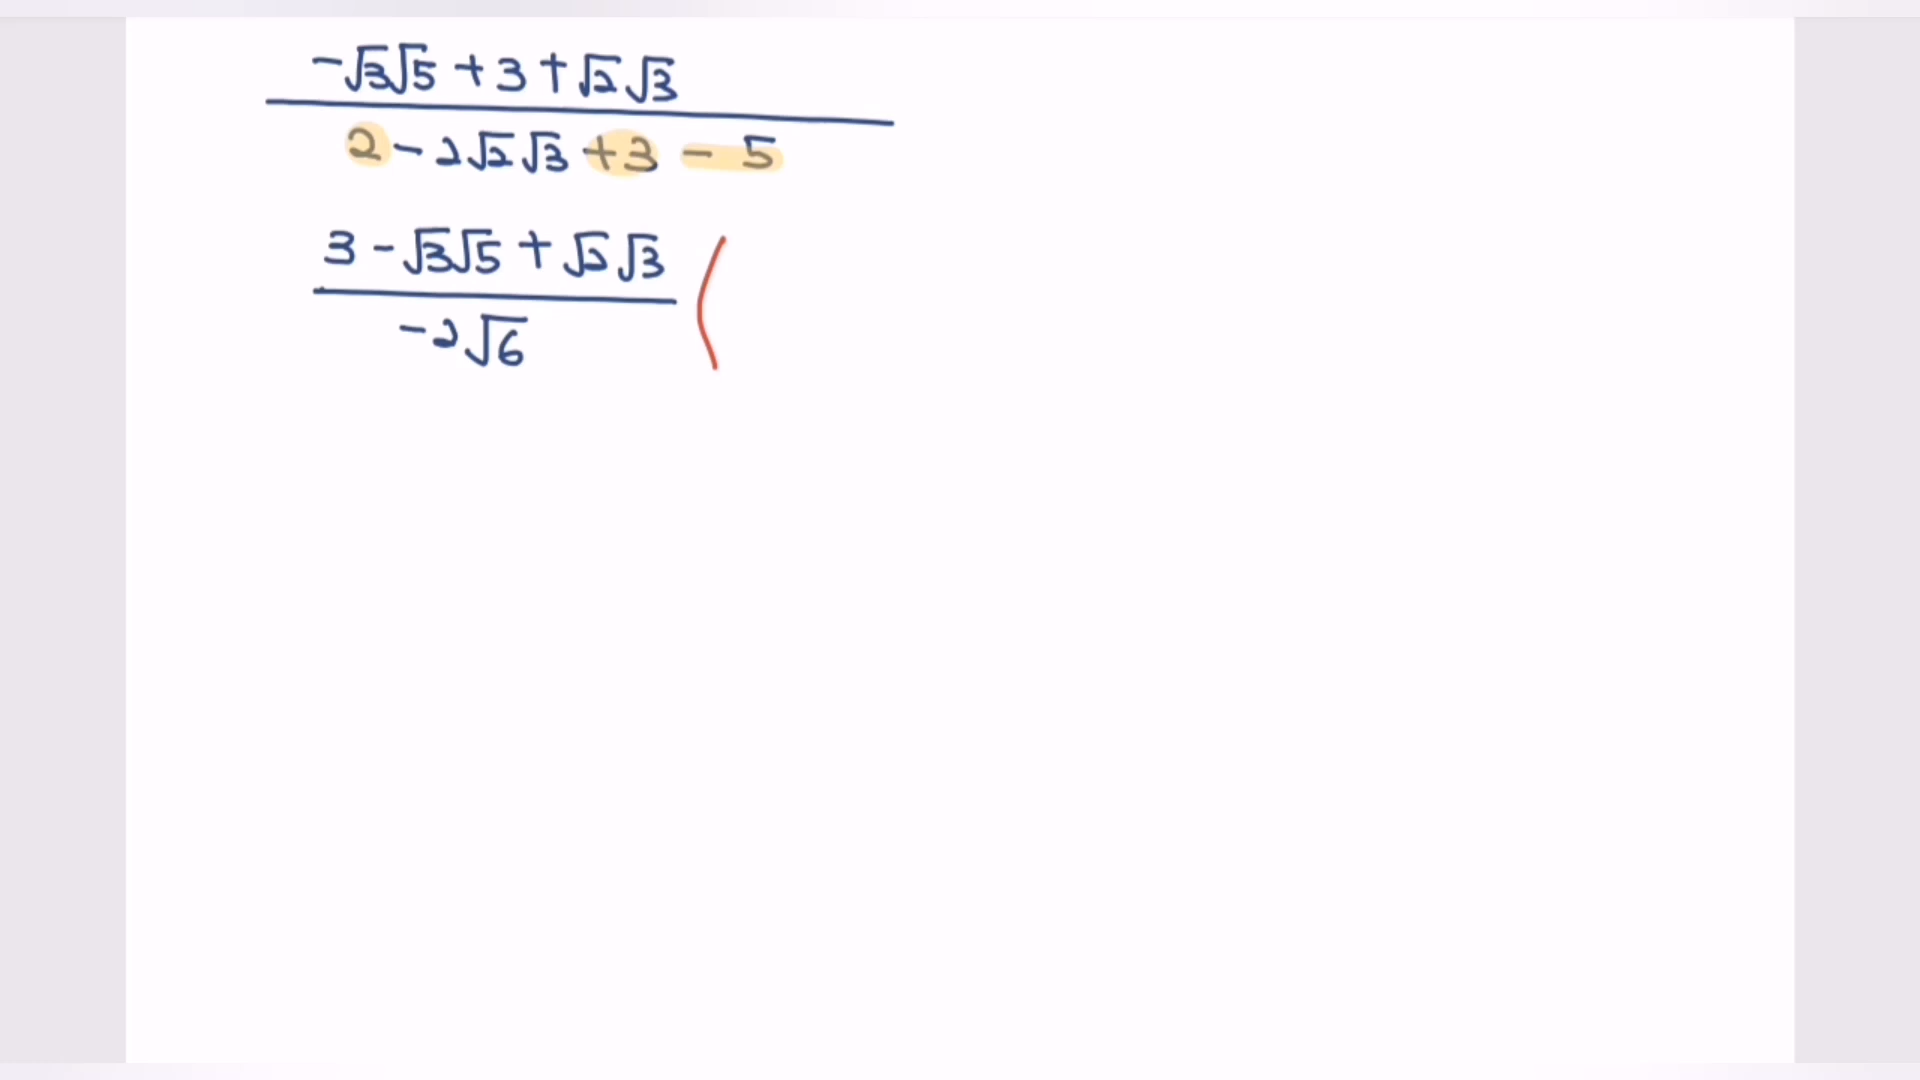 -√3√5 + 3 + √2√3
2 - 2√2√3 + 3 - 5
3 - √3√5 + √2√3 (
-2√6